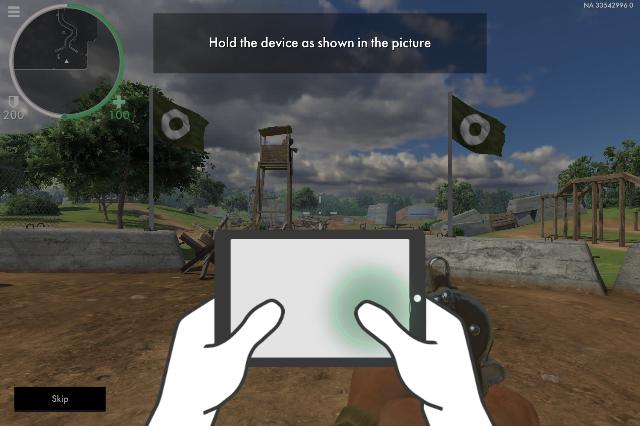 NA 33542996 0
Hold the device as shown in the picture
200
100
Skip